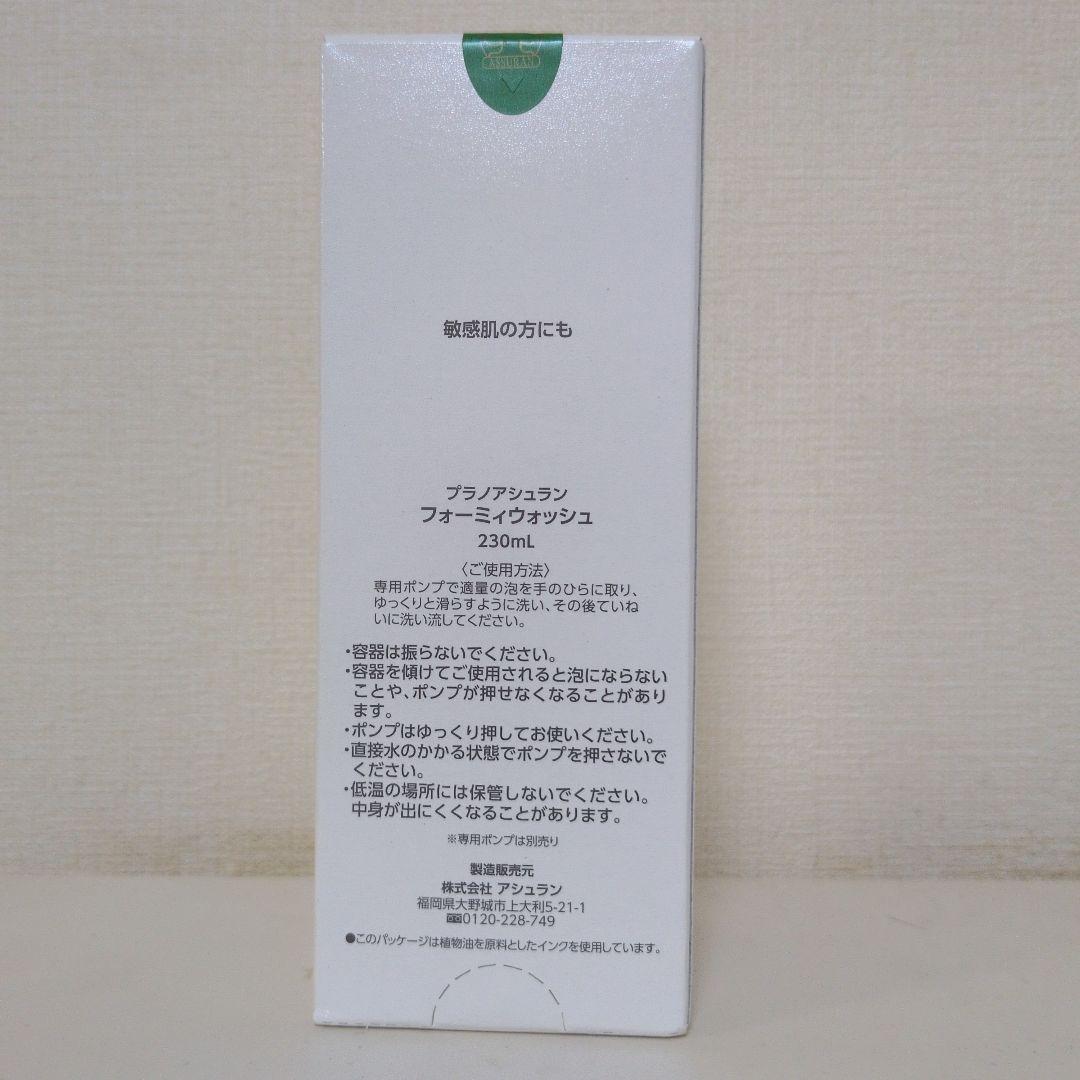 ASSURAN
敏感肌の方にも
プラノアシュラン
フォーミィウォッシュ
230mL
〈ご使用方法〉
専用ポンプで適量の泡を手のひらに取り、
ゆっくりと滑らすように洗い、その後ていね
いに洗い流してください。
・容器は振らないでください。
・容器を傾けてご使用されると泡にならない
ことや、ポンプが押せなくなることがあり
ます。
・ポンプはゆっくり押してお使いください。
・直接水のかかる状態でポンプを押さないで
ください。
・低温の場所には保管しないでください。
中身が出にくくなることがあります。
※専用ポンプは別売り
製造販売元
株式会社 アシュラン
福岡県大野城市上大利5-21-1
0120-228-749
●このパッケージは植物油を原料としたインクを使用しています。